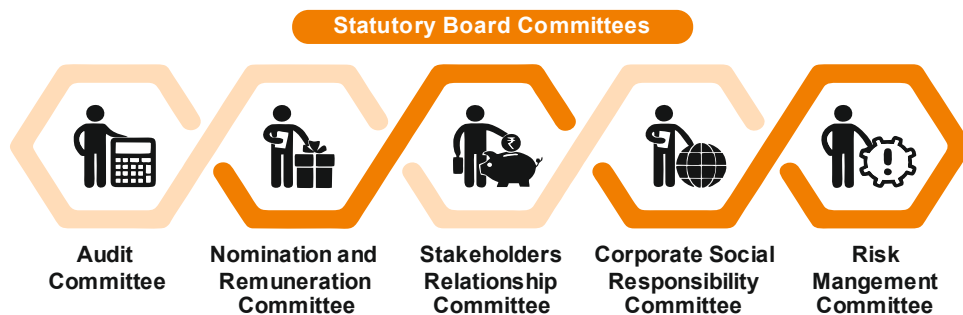 Statutory Board Committees
₹
Audit
Committee
Nomination and
Remuneration
Committee
Stakeholders
Relationship
Committee
Corporate Social
Responsibility
Committee
Risk
Mangement
Committee